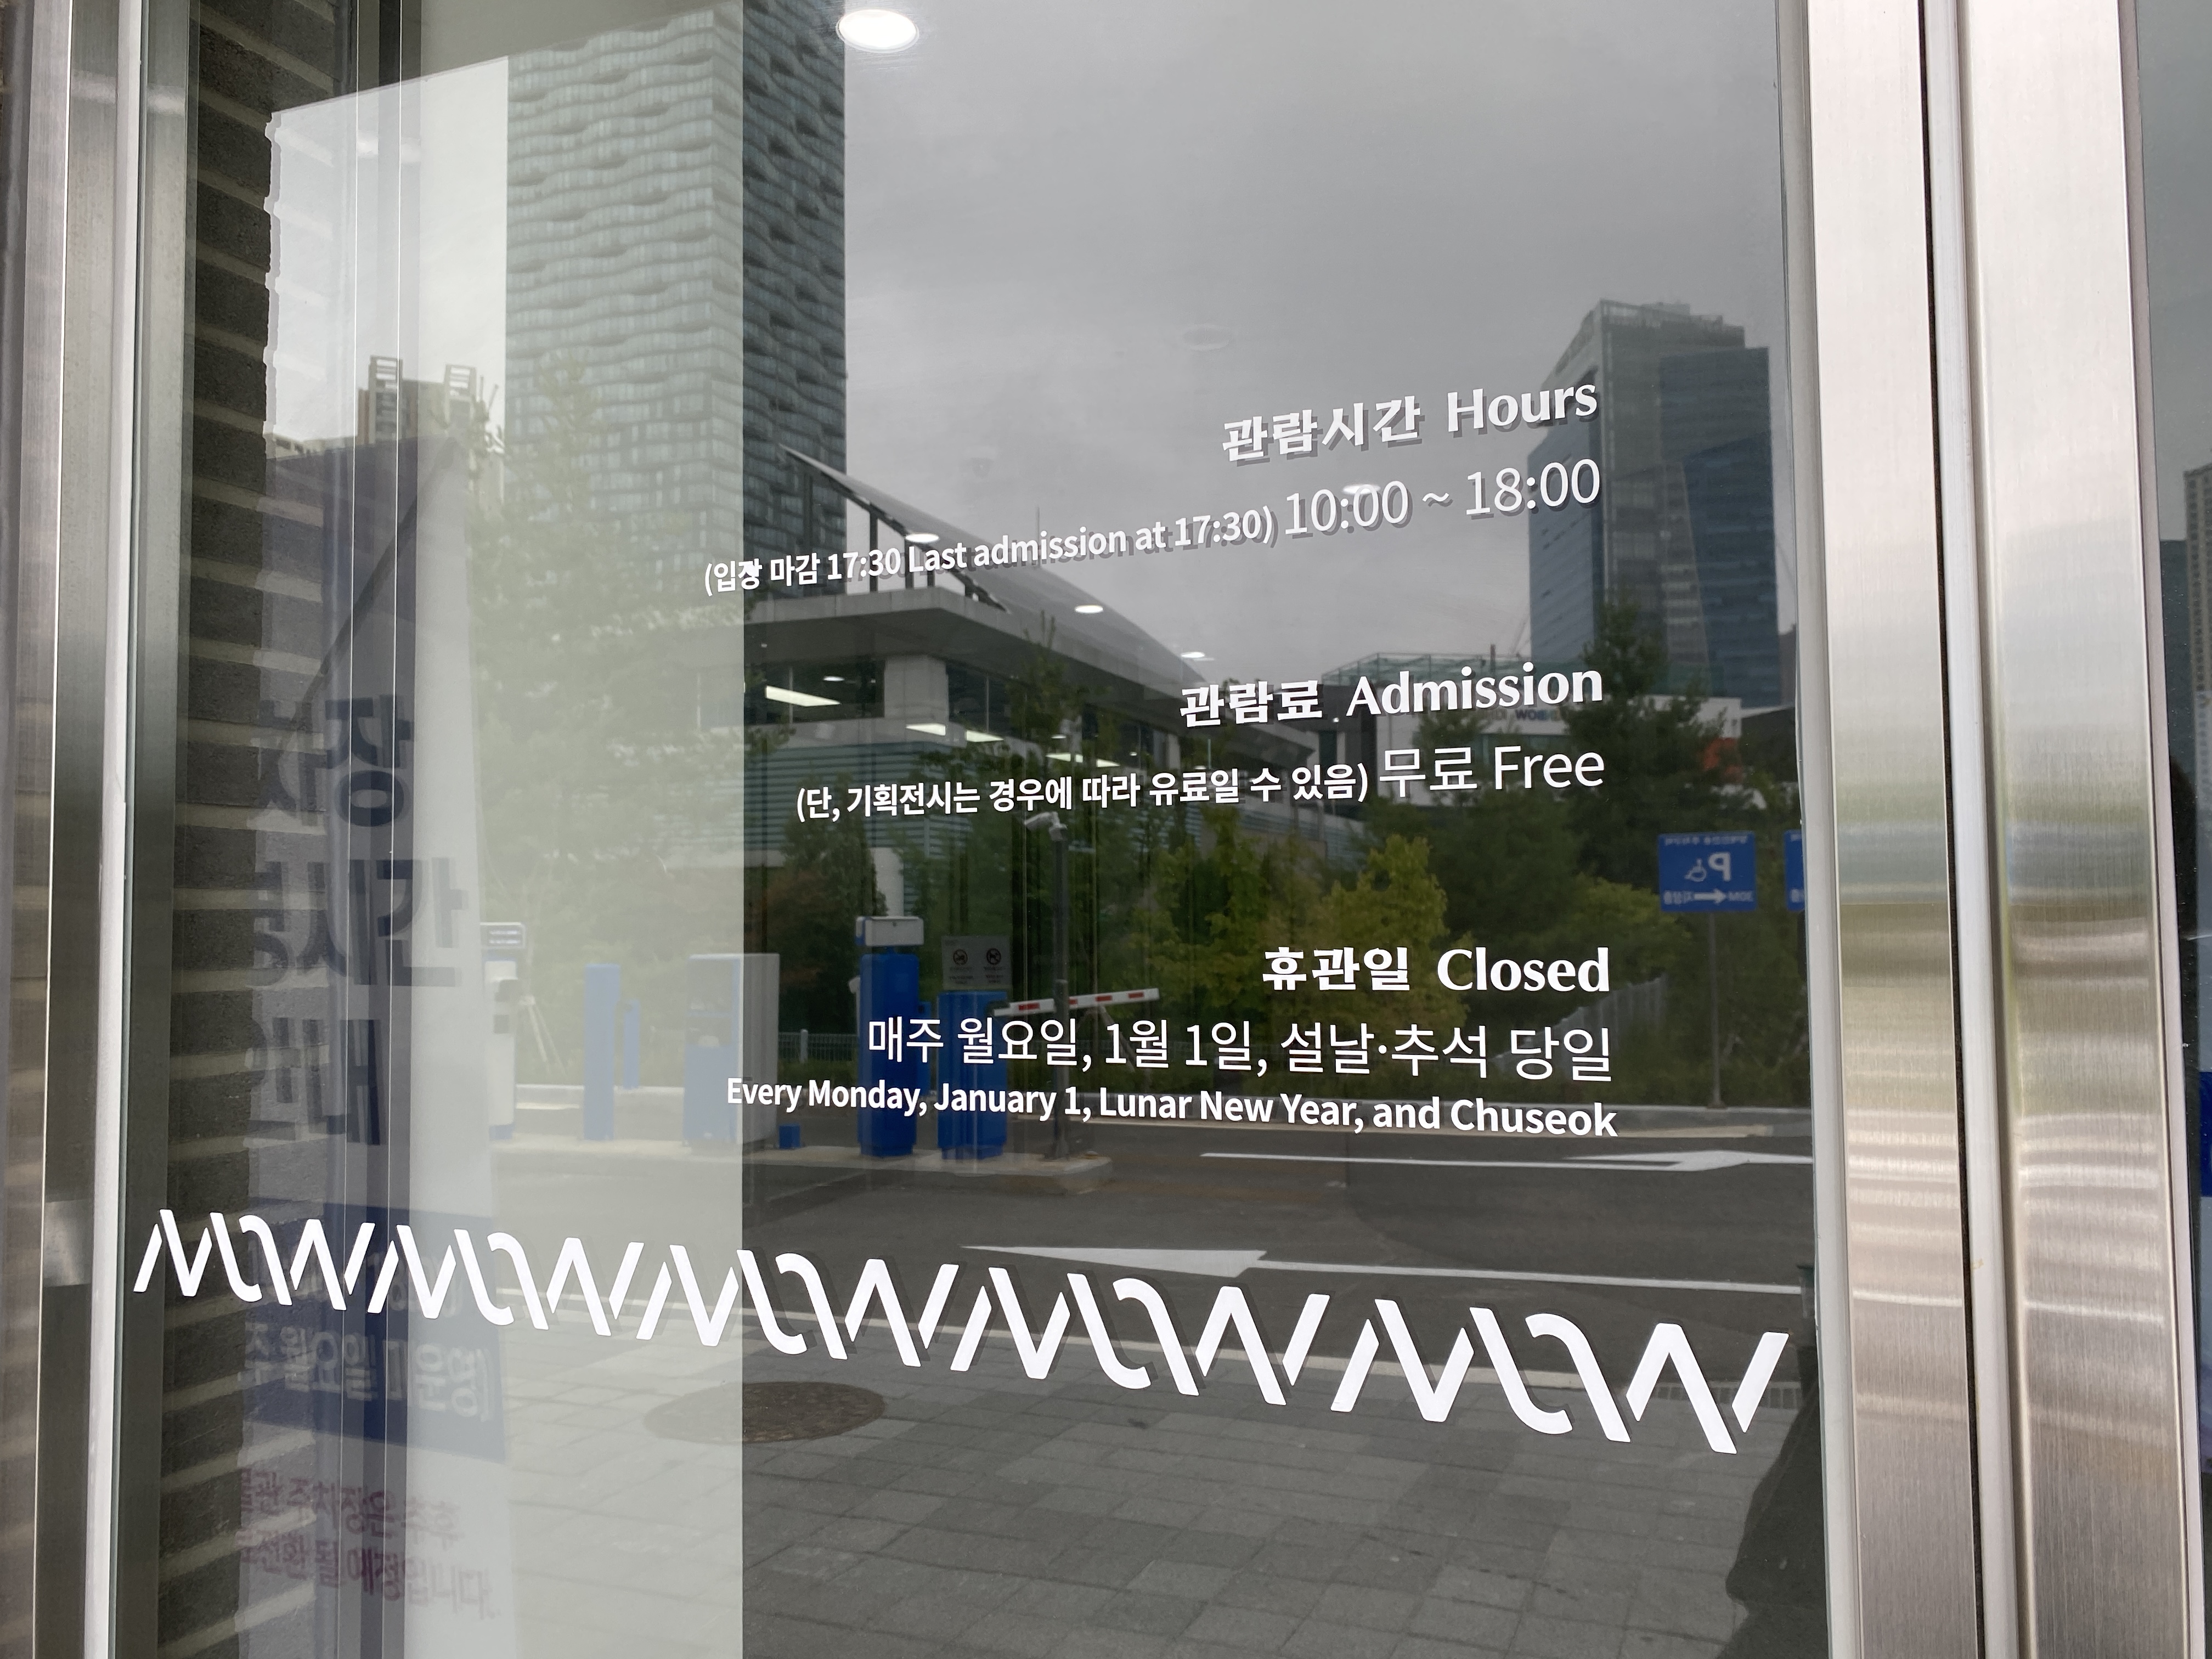 관람시간 Hours
(입장 마감 17:30 Last admission at 17:30) 10:00 ~ 18:00
관람료 Admission
(단, 기획전시는 경우에 따라 유료일 수 있음) 무료 Free
휴관일 Closed
매주 월요일, 1월 1일, 설날·추석 당일
Every Monday, January 1, Lunar New Year, and Chuseok